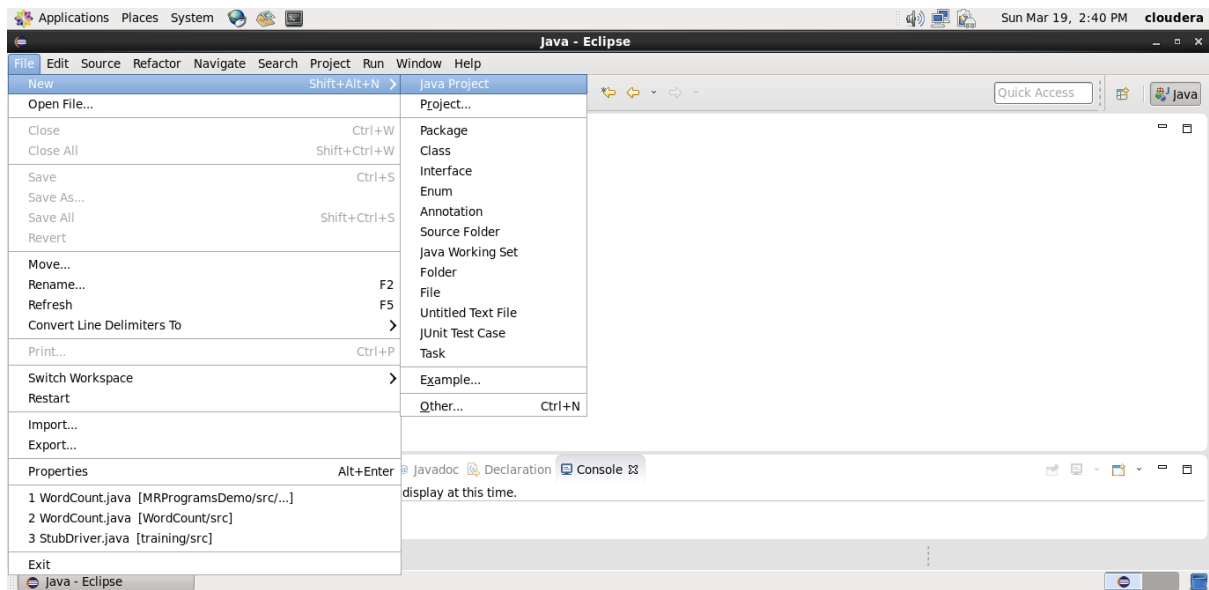 Applications Places System Sun Mar 19, 2:40 PM cloudera
Java - Eclipse
File Edit Source Refactor Navigate Search Project Run Window Help
New Shift+Alt+N
Open File...
Close Ctrl+W
Close All Shift+Ctrl+W
Save Ctrl+S
Save As...
Save All Shift+Ctrl+S
Revert
Move...
Rename... F2
Refresh F5
Convert Line Delimiters To
Print... Ctrl+P
Switch Workspace
Restart
Import...
Export...
Properties Alt+Enter
1 WordCount.java [MRProgramsDemo/src/...]
2 WordCount.java [WordCount/src]
3 StubDriver.java [training/src]
Exit
Java Project
Project...
Package
Class
Interface
Enum
Annotation
Source Folder
Java Working Set
Folder
File
Untitled Text File
JUnit Test Case
Task
Example...
Other... Ctrl+N
Quick Access Java
@ Javadoc Declaration Console
display at this time.
Java - Eclipse